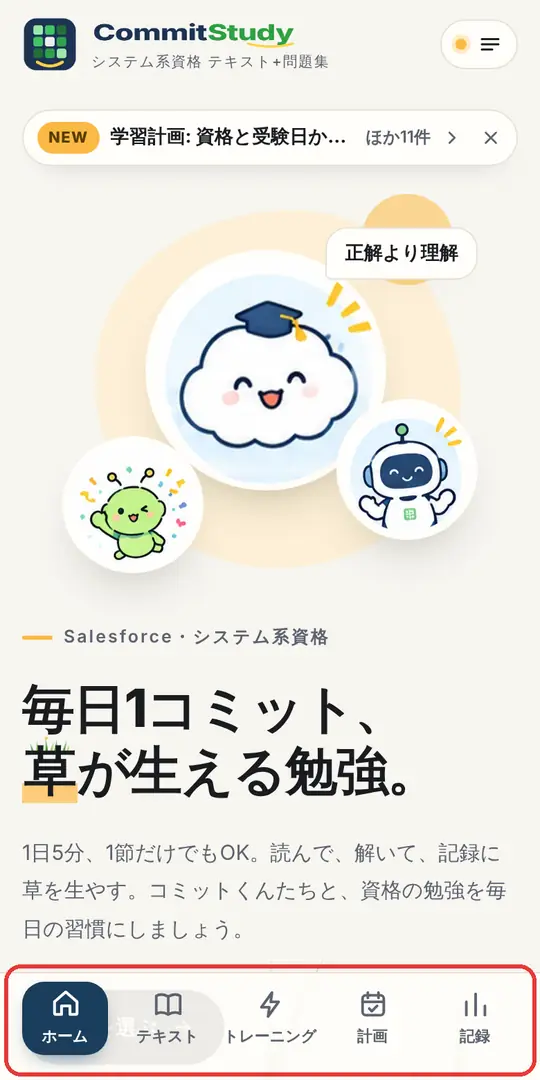 CommitStudy
システム系資格 テキスト+問題集
NEW 学習計画: 資格と受験日か… ほか11件
正解より理解
Salesforce・システム系資格
毎日1コミット、
草が生える勉強。
1日5分、1節だけでもOK。読んで、解いて、記録に
草を生やす。コミットくんたちと、資格の勉強を毎
日の習慣にしましょう。
ホーム テキスト トレーニング 計画 記録